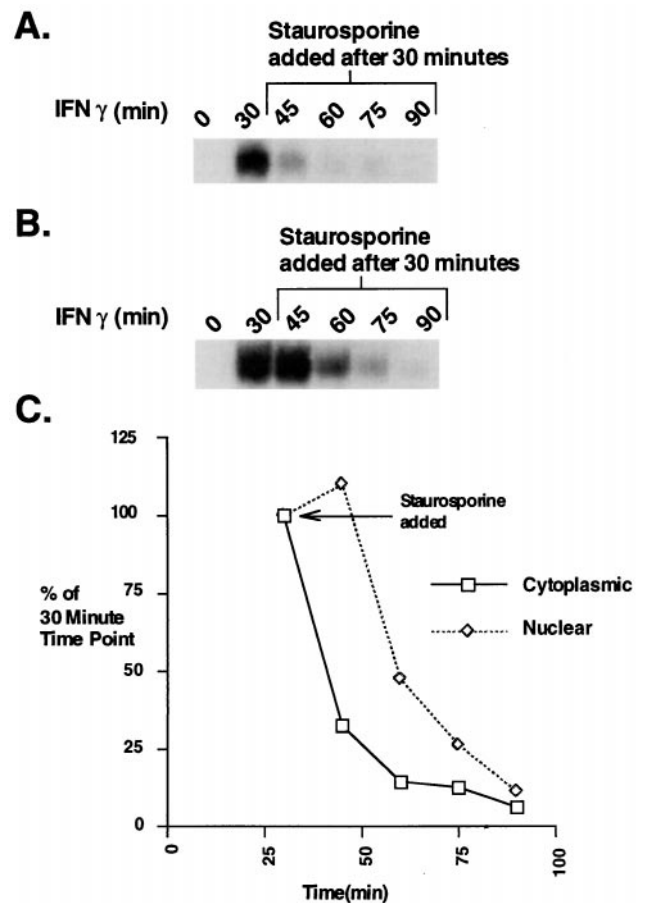 A.
Staurosporine
added after 30 minutes
IFN γ (min)
0 30 45 60 75 90
B.
Staurosporine
added after 30 minutes
IFN γ (min)
0 30 45 60 75 90
C.
125
100
75
50
25
0
% of
30 Minute
Time Point
Staurosporine
added
Cytoplasmic
Nuclear
0 25 50 75 100
Time(min)